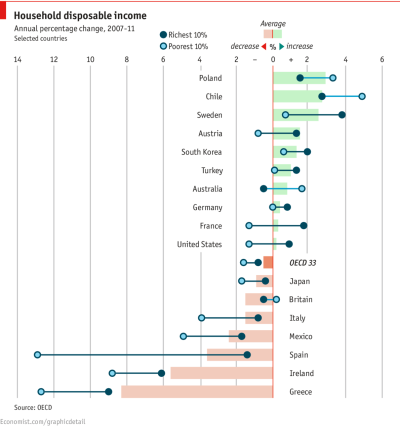 Household disposable income
Annual percentage change, 2007–11
Selected countries
Richest 10%
Poorest 10%
Average
decrease % increase
14 12 10 8 6 4 2 – 0 + 2 4 6
Poland
Chile
Sweden
Austria
South Korea
Turkey
Australia
Germany
France
United States
OECD 33
Japan
Britain
Italy
Mexico
Spain
Ireland
Greece
Source: OECD
Economist.com/graphicdetail